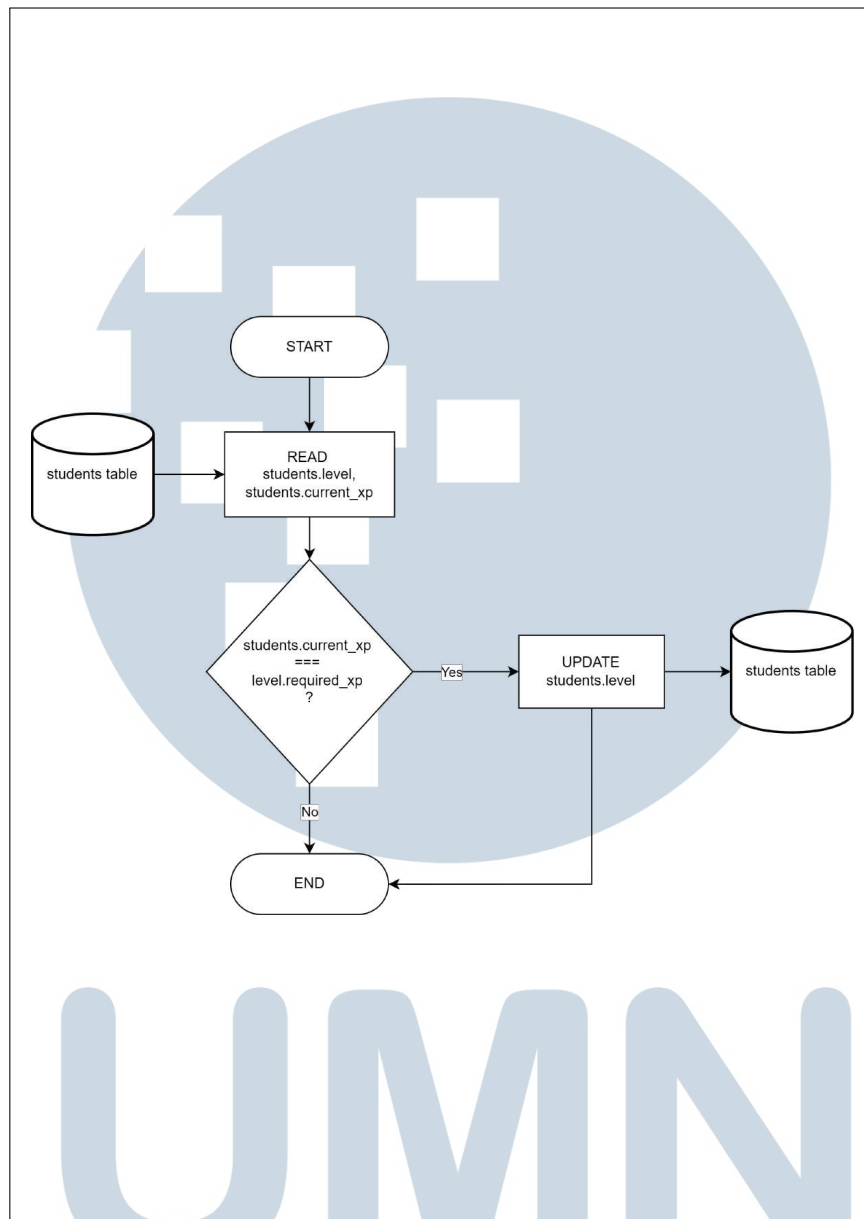 START
students table
READ
students.level,
students.current_xp
students.current_xp
===
level.required_xp
?
Yes
UPDATE
students.level
students table
No
END
UMN